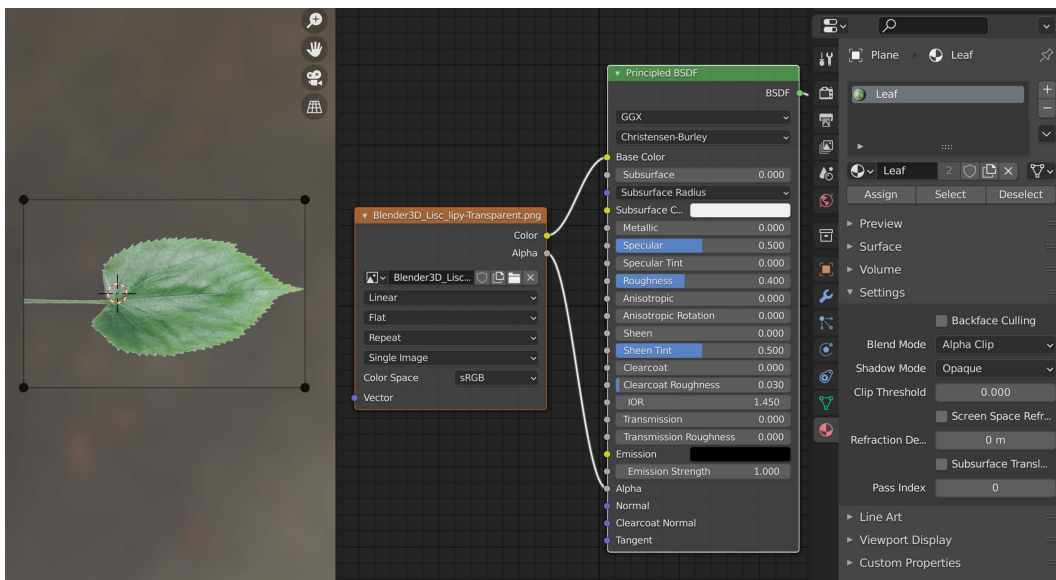 Plane Leaf
Leaf
Leaf 2
Assign Select Deselect
Preview
Surface
Volume
Settings
Backface Culling
Blend Mode Alpha Clip
Shadow Mode Opaque
Clip Threshold 0.000
Screen Space Refr...
Refraction De... 0 m
Subsurface Transl...
Pass Index 0
Line Art
Viewport Display
Custom Properties
Blender3D_Lisc_lipy-Transparent.png
Color
Alpha
Blender3D_Lisc...
Linear
Flat
Repeat
Single Image
Color Space sRGB
Vector
Principled BSDF
BSDF
GGX
Christensen-Burley
Base Color
Subsurface 0.000
Subsurface Radius
Subsurface C...
Metallic 0.000
Specular 0.500
Specular Tint 0.000
Roughness 0.400
Anisotropic 0.000
Anisotropic Rotation 0.000
Sheen 0.000
Sheen Tint 0.500
Clearcoat 0.000
Clearcoat Roughness 0.030
IOR 1.450
Transmission 0.000
Transmission Roughness 0.000
Emission
Emission Strength 1.000
Alpha
Normal
Clearcoat Normal
Tangent